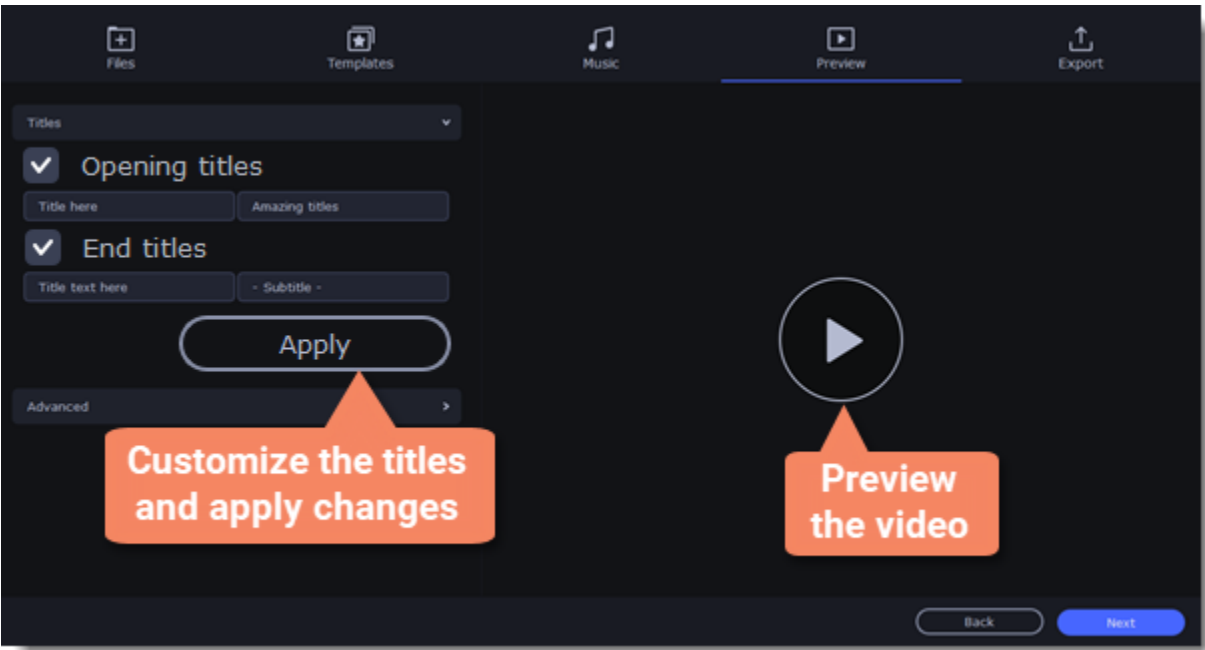 Files
Templates
Music
Preview
Export
Titles
Opening titles
Title here
Amazing titles
End titles
Title text here
- Subtitle -
Apply
Advanced
Customize the titles
and apply changes
Preview
the video
Back
Next